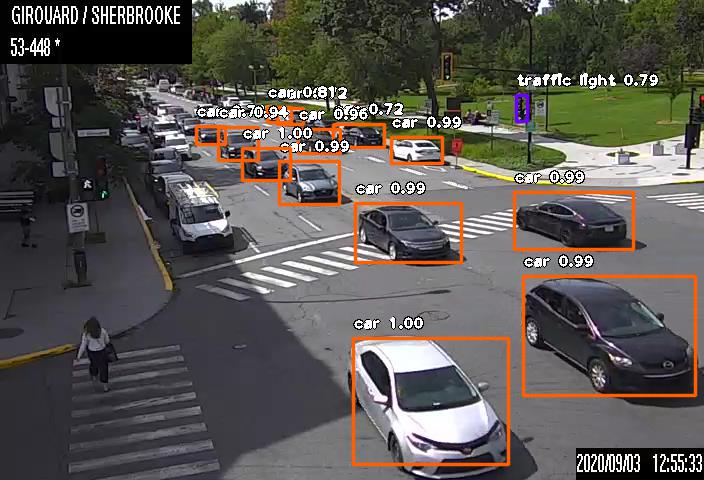 GIROUARD / SHERBROOKE
53-448 *
traffic light 0.79
car 0.72
car 0.96
car 0.99
car 1.00
car 0.99
car 0.99
car 0.99
car 0.99
car 1.00
2020/09/03 12:55:33